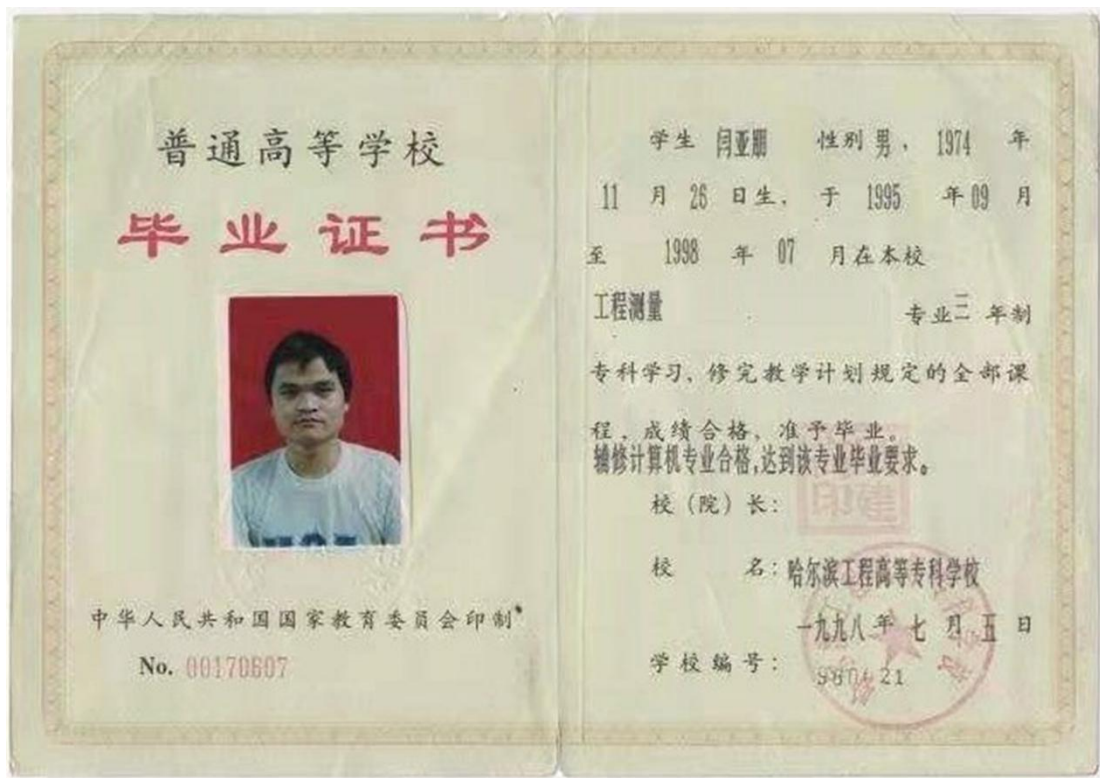 普通高等学校
毕业证书
中华人民共和国国家教育委员会印制
No. 00170607
学生 闫亚朋 性别 男，1974 年
11 月 26 日生，于 1995 年 09 月
至 1998 年 07 月在本校
工程测量 专业 三 年制
专科学习，修完教学计划规定的全部课
程，成绩合格，准予毕业。
辅修计算机专业合格,达到该专业毕业要求。
校（院）长：
印建
校 名：哈尔滨工程高等专科学校
一九九八年 七 月 五 日
学校编号：